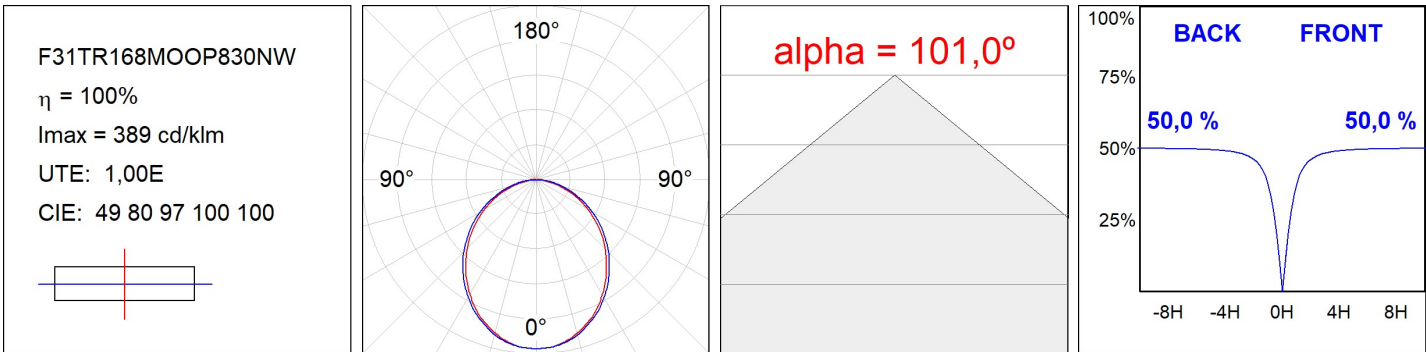 F31TR168MOOP830NW
η = 100%
Imax = 389 cd/klm
UTE: 1,00E
CIE: 49 80 97 100 100
180°
90° 90°
0°
alpha = 101,0º
100%
BACK FRONT
75%
50,0 % 50,0 %
50%
25%
-8H -4H 0H 4H 8H